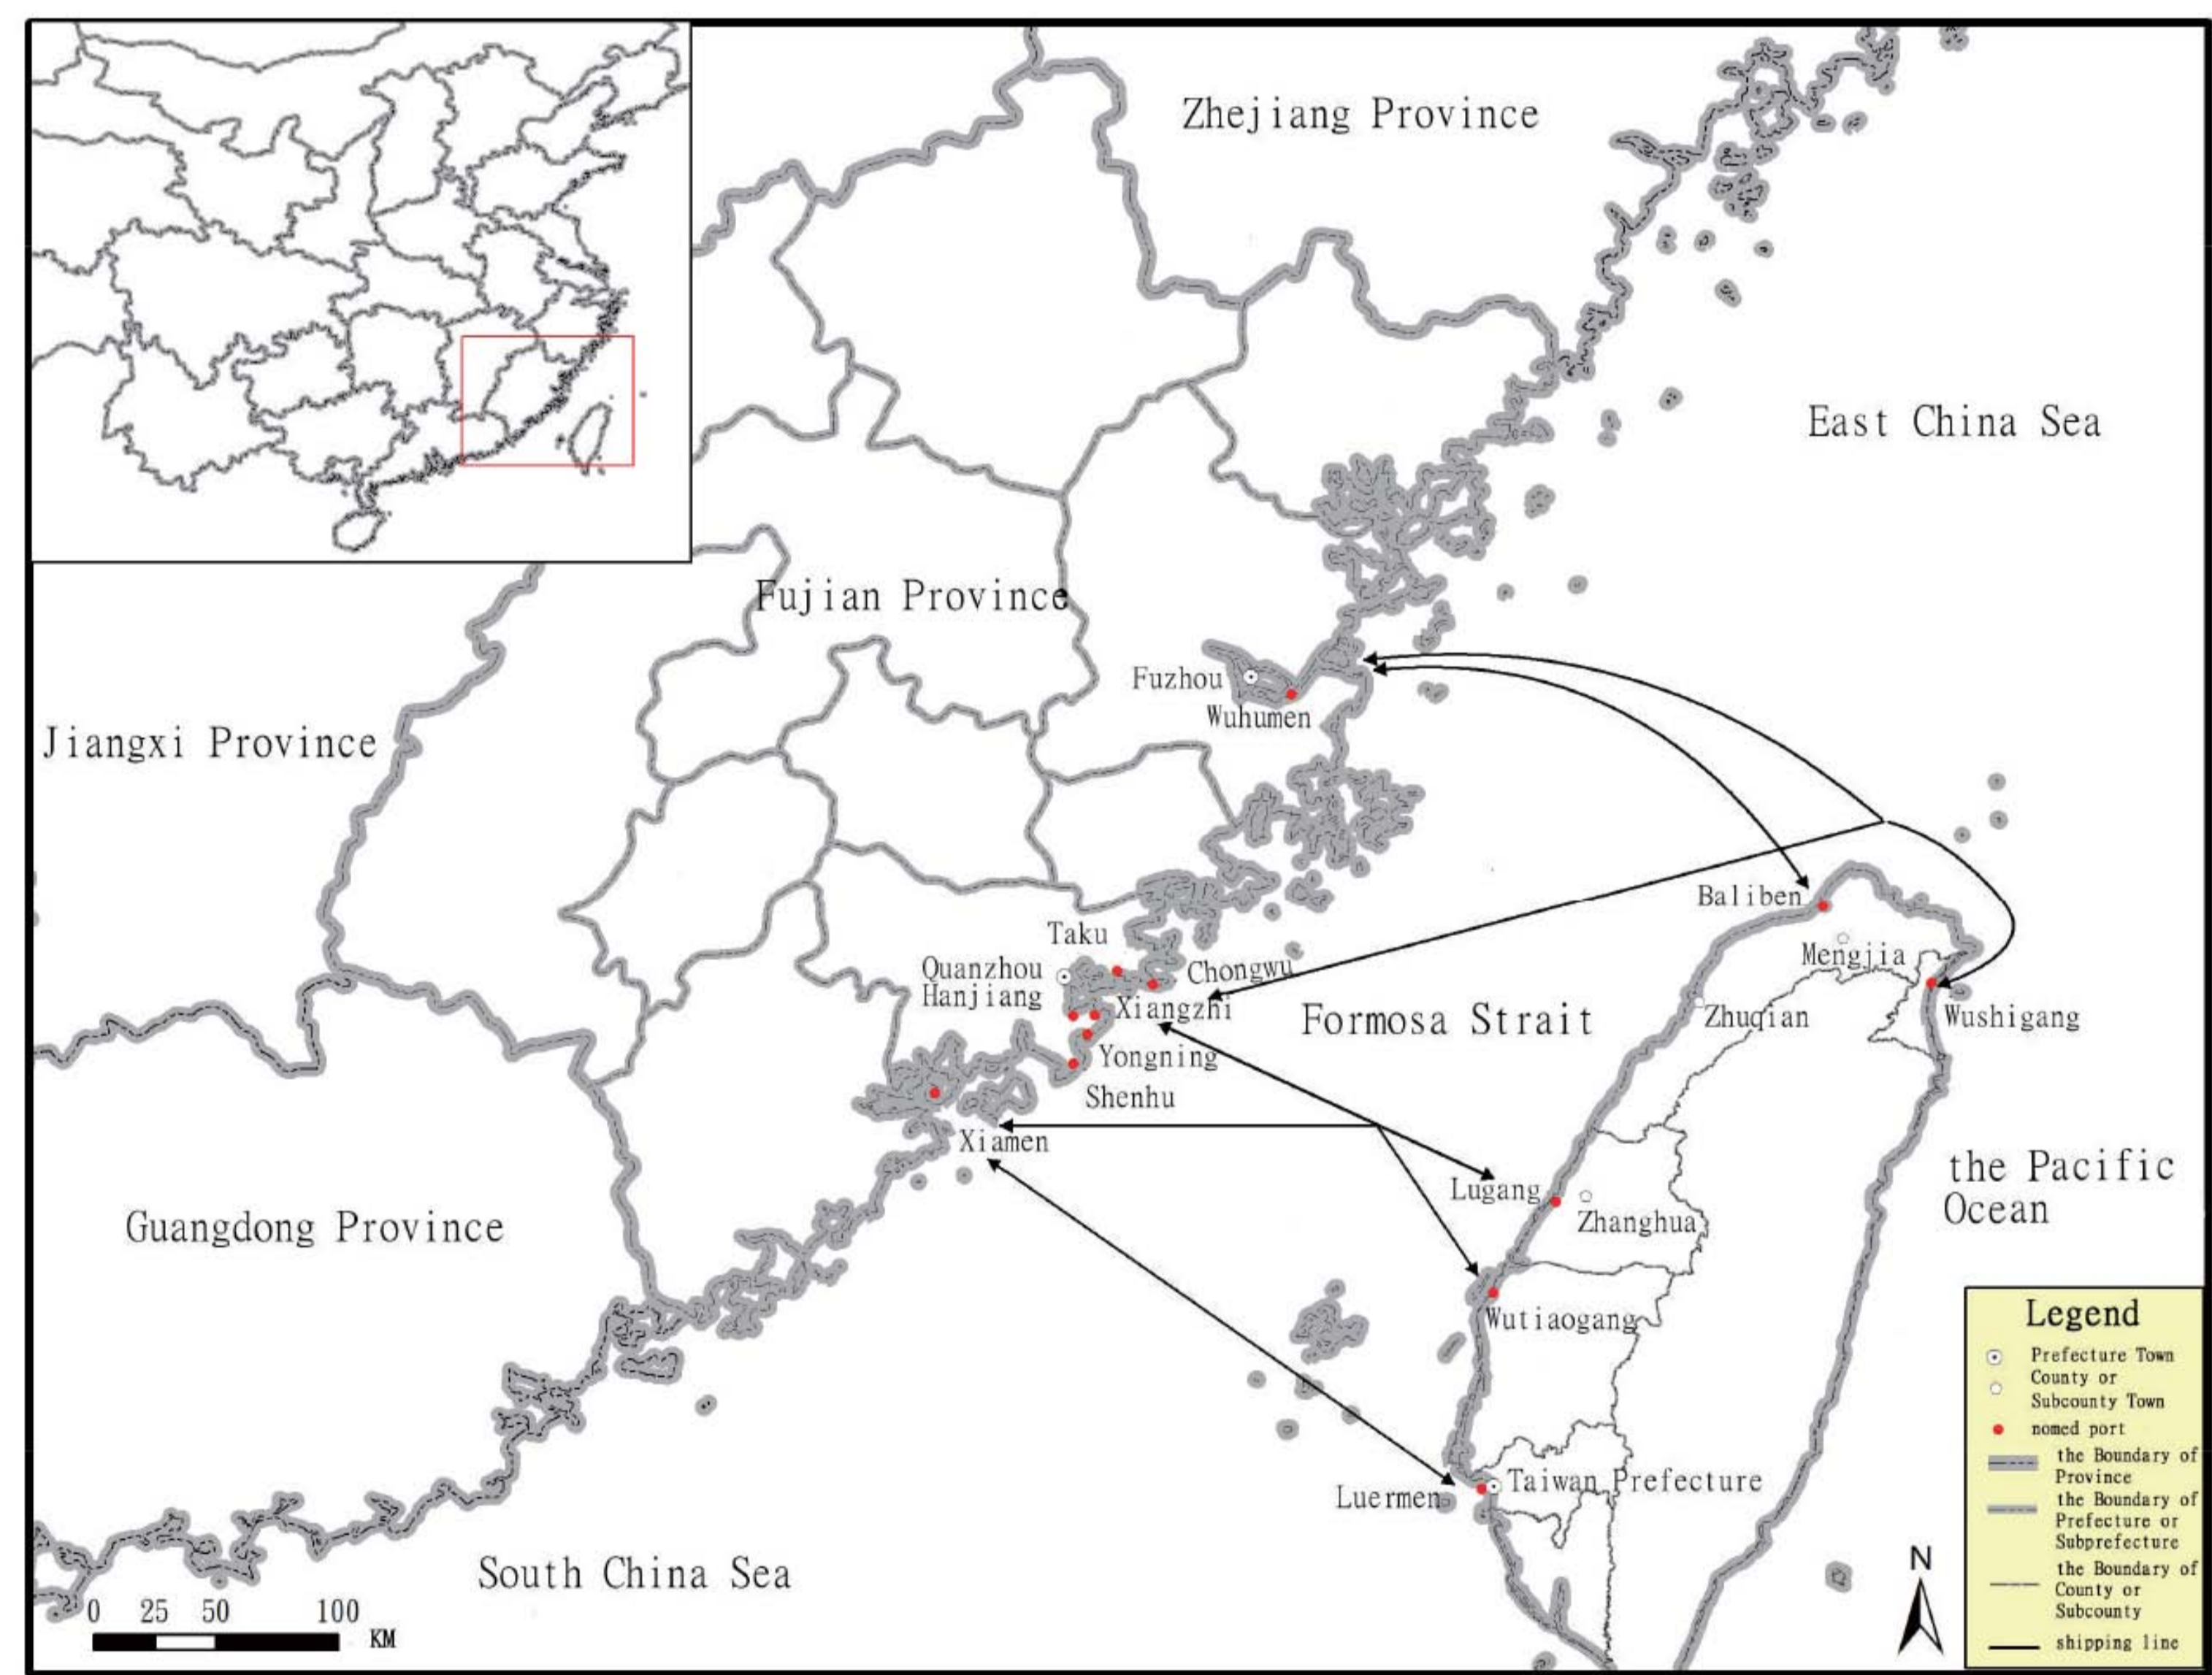 Zhejiang Province
East China Sea
Fujian Province
Fuzhou
Wuhumen
Jiangxi Province
Baliben
Taku
Mengjia
Quanzhou
Chongwu
Hanjiang
Xiangzhi
Formosa Strait
Zhuqian
Wushigang
Yongning
Shenhu
Xiamen
the Pacific
Ocean
Lugang
Zhanghua
Guangdong Province
Wutiaogang
Taiwan Prefecture
Luermen
South China Sea
0 25 50 100
KM
N
Legend
Prefecture Town
County or
Subcounty Town
nomed port
the Boundary of
Province
the Boundary of
Prefecture or
Subprefecture
the Boundary of
County or
Subcounty
shipping line